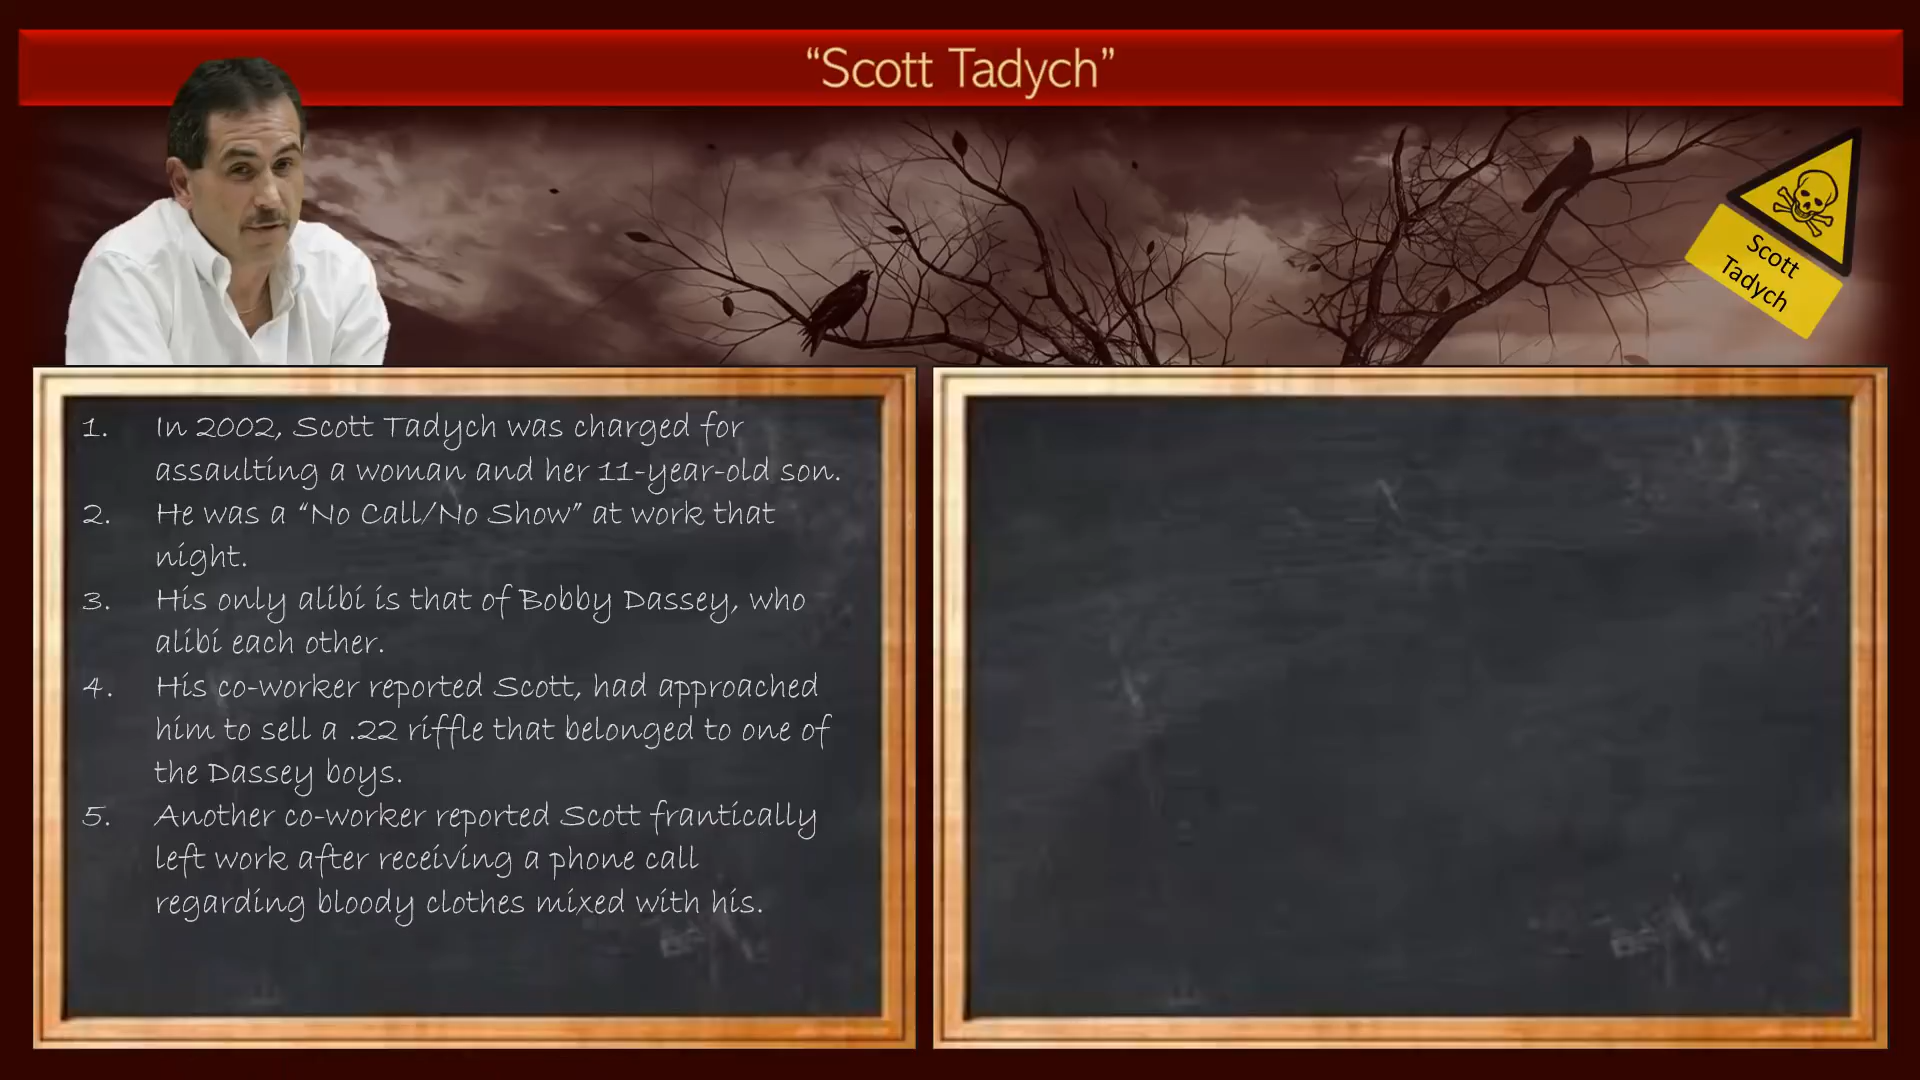 “Scott Tadych”
Scott
Tadych
1. In 2002, Scott Tadych was charged for
assaulting a woman and her 11-year-old son.
2. He was a “No Call/No Show” at work that
night.
3. His only alibi is that of Bobby Dassey, who
alibi each other.
4. His co-worker reported Scott, had approached
him to sell a .22 riffle that belonged to one of
the Dassey boys.
5. Another co-worker reported Scott frantically
left work after receiving a phone call
regarding bloody clothes mixed with his.